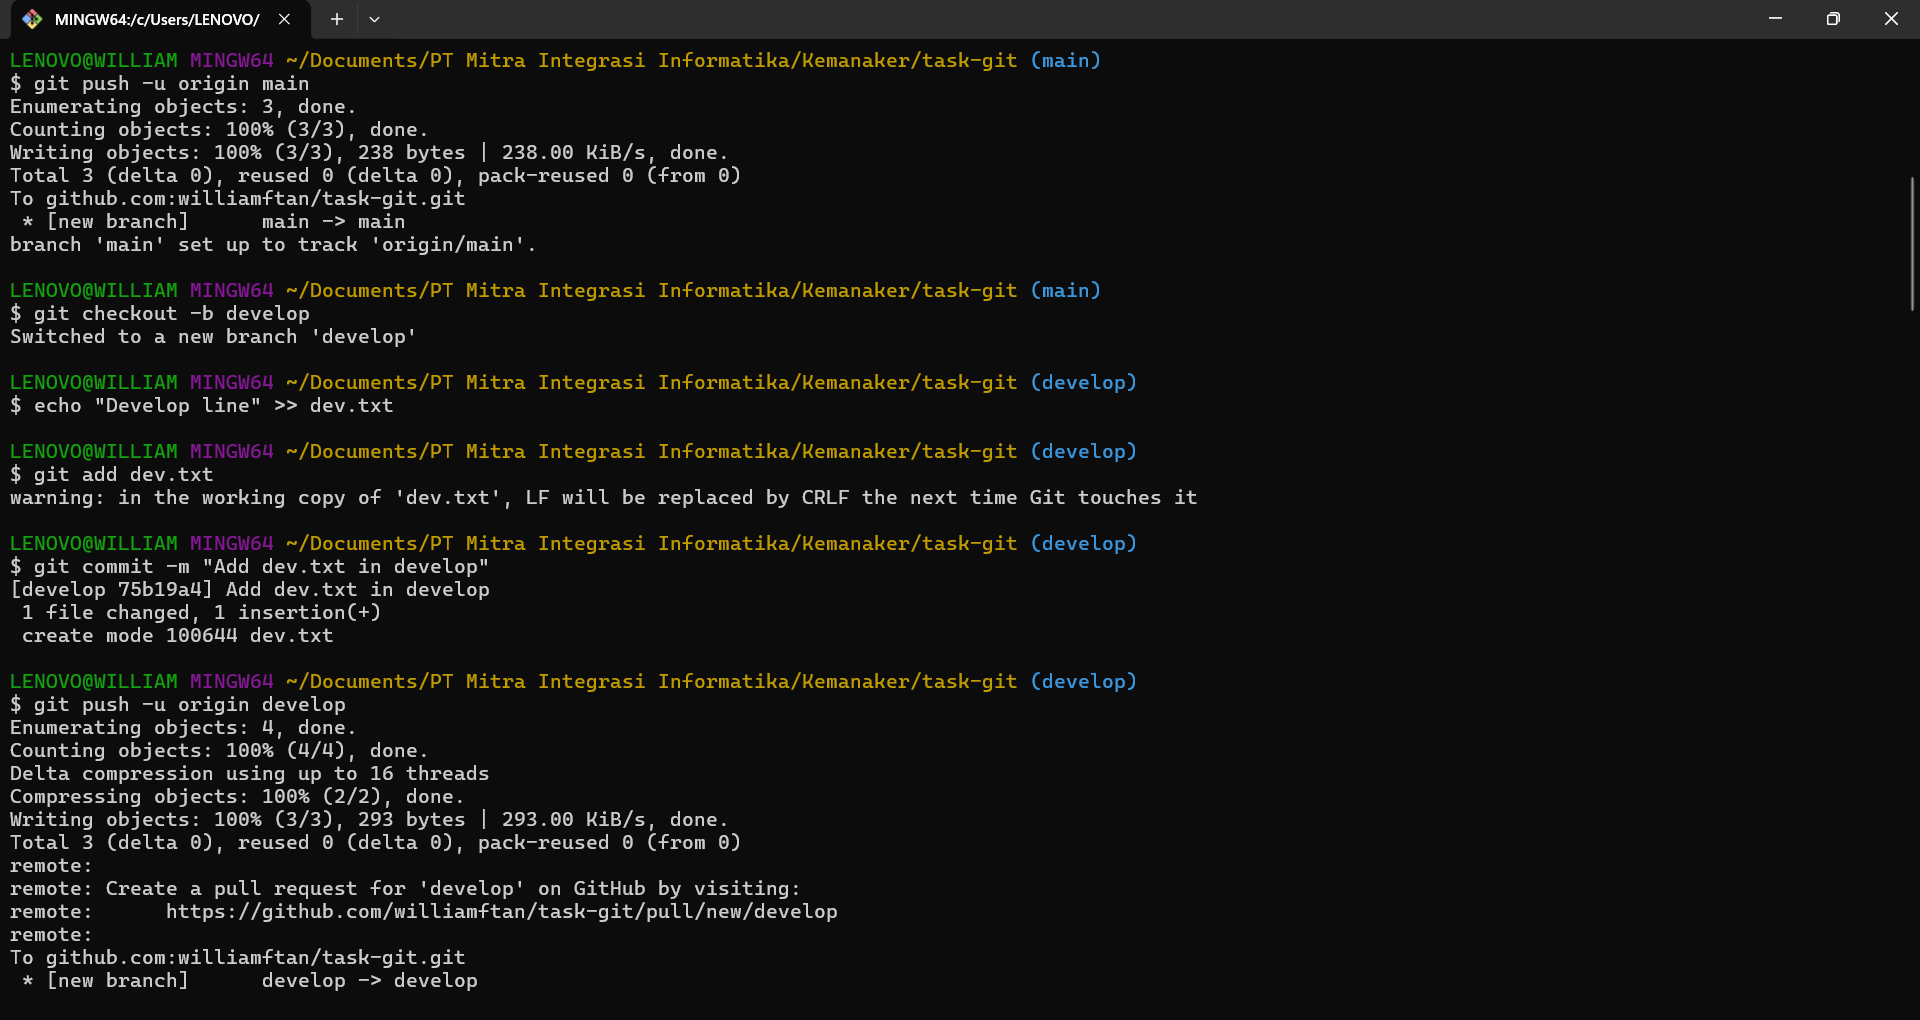 MINGW64:/c/Users/LENOVO/
LENOVO@WILLIAM MINGW64 ~/Documents/PT Mitra Integrasi Informatika/Kemanaker/task-git (main)
$ git push -u origin main
Enumerating objects: 3, done.
Counting objects: 100% (3/3), done.
Writing objects: 100% (3/3), 238 bytes | 238.00 KiB/s, done.
Total 3 (delta 0), reused 0 (delta 0), pack-reused 0 (from 0)
To github.com:williamftan/task-git.git
 * [new branch]      main -> main
branch 'main' set up to track 'origin/main'.
LENOVO@WILLIAM MINGW64 ~/Documents/PT Mitra Integrasi Informatika/Kemanaker/task-git (main)
$ git checkout -b develop
Switched to a new branch 'develop'
LENOVO@WILLIAM MINGW64 ~/Documents/PT Mitra Integrasi Informatika/Kemanaker/task-git (develop)
$ echo "Develop line" >> dev.txt
LENOVO@WILLIAM MINGW64 ~/Documents/PT Mitra Integrasi Informatika/Kemanaker/task-git (develop)
$ git add dev.txt
warning: in the working copy of 'dev.txt', LF will be replaced by CRLF the next time Git touches it
LENOVO@WILLIAM MINGW64 ~/Documents/PT Mitra Integrasi Informatika/Kemanaker/task-git (develop)
$ git commit -m "Add dev.txt in develop"
[develop 75b19a4] Add dev.txt in develop
 1 file changed, 1 insertion(+)
 create mode 100644 dev.txt
LENOVO@WILLIAM MINGW64 ~/Documents/PT Mitra Integrasi Informatika/Kemanaker/task-git (develop)
$ git push -u origin develop
Enumerating objects: 4, done.
Counting objects: 100% (4/4), done.
Delta compression using up to 16 threads
Compressing objects: 100% (2/2), done.
Writing objects: 100% (3/3), 293 bytes | 293.00 KiB/s, done.
Total 3 (delta 0), reused 0 (delta 0), pack-reused 0 (from 0)
remote:
remote: Create a pull request for 'develop' on GitHub by visiting:
remote:      https://github.com/williamftan/task-git/pull/new/develop
remote:
To github.com:williamftan/task-git.git
 * [new branch]      develop -> develop